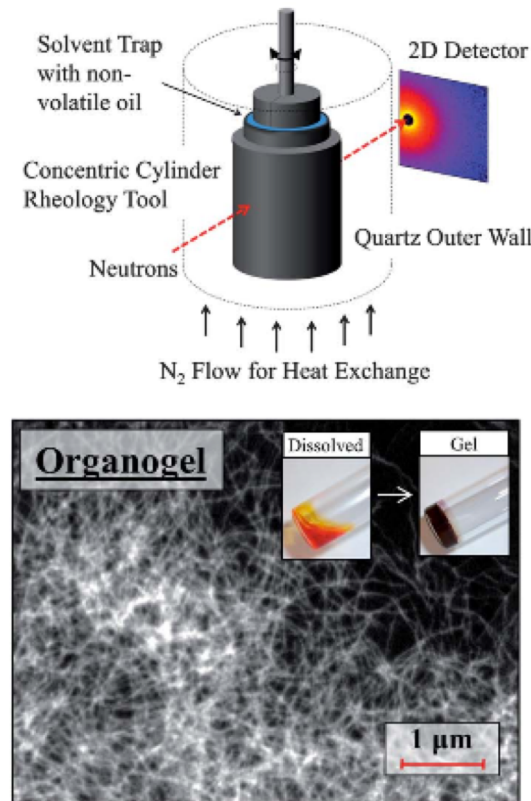 Solvent Trap
with non-
volatile oil
2D Detector
Concentric Cylinder
Rheology Tool
Neutrons
Quartz Outer Wall
N₂ Flow for Heat Exchange
Organogel
Dissolved
Gel
1 μm